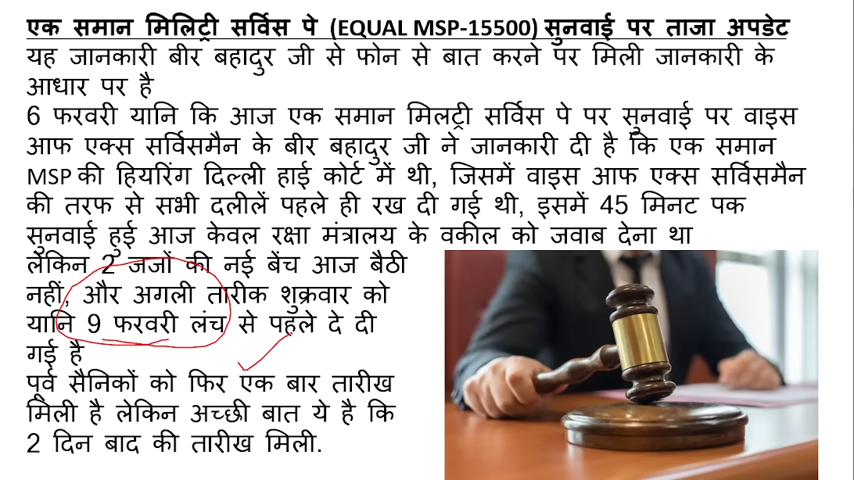 एक समान मिलिट्री सर्विस पे (EQUAL MSP-15500) सुनवाई पर ताजा अपडेट
यह जानकारी बीर बहादुर जी से फोन से बात करने पर मिली जानकारी के
आधार पर है
6 फरवरी यानि कि आज एक समान मिलट्री सर्विस पे पर सुनवाई पर वाइस
आफ एक्स सर्विसमैन के बीर बहादुर जी ने जानकारी दी है कि एक समान
MSP की हियरिंग दिल्ली हाई कोर्ट में थी, जिसमें वाइस आफ एक्स सर्विसमैन
की तरफ से सभी दलीलें पहले ही रख दी गई थी, इसमें 45 मिनट पक
सुनवाई हुई आज केवल रक्षा मंत्रालय के वकील को जवाब देना था
लेकिन 2 जजों की नई बेंच आज बैठी
नहीं, और अगली तारीक शुक्रवार को
यानि 9 फरवरी लंच से पहले दे दी
गई है
पूर्व सैनिकों को फिर एक बार तारीख
मिली है लेकिन अच्छी बात ये है कि
2 दिन बाद की तारीख मिली.